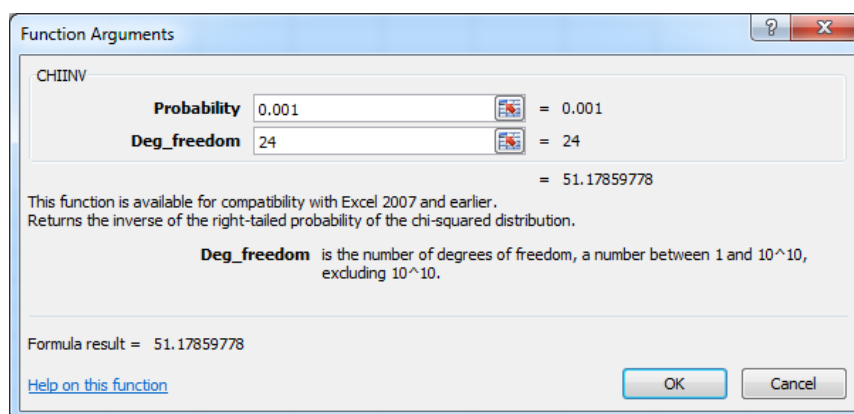 Function Arguments
CHIINV
Probability 0.001 = 0.001
Deg_freedom 24 = 24
= 51.17859778
This function is available for compatibility with Excel 2007 and earlier.
Returns the inverse of the right-tailed probability of the chi-squared distribution.
Deg_freedom is the number of degrees of freedom, a number between 1 and 10^10,
excluding 10^10.
Formula result = 51.17859778
Help on this function OK Cancel